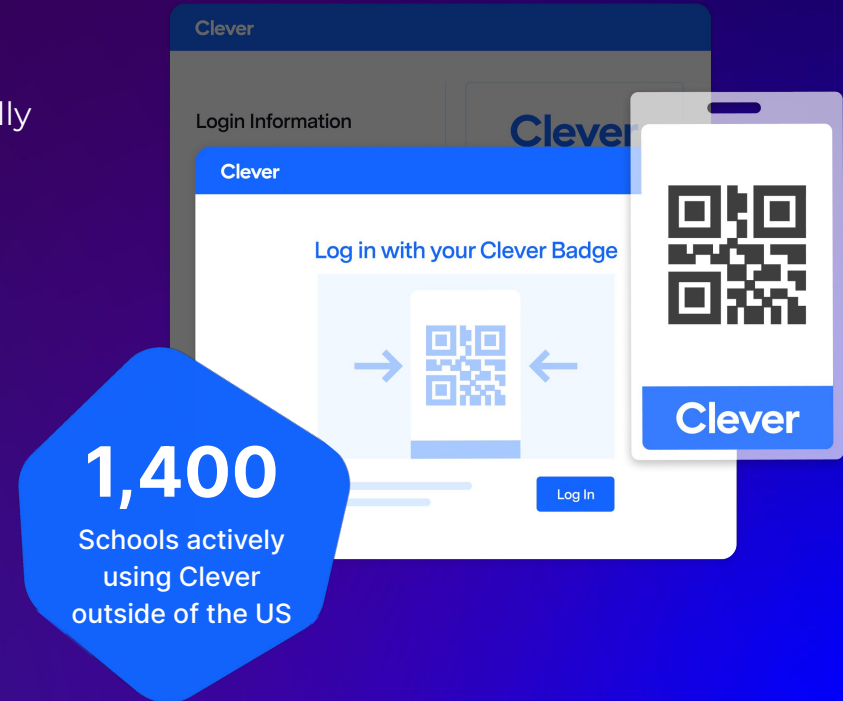 Clever
Login Information
Clever
Clever
Log in with your Clever Badge
Log In
Clever
1,400
Schools actively
using Clever
outside of the US